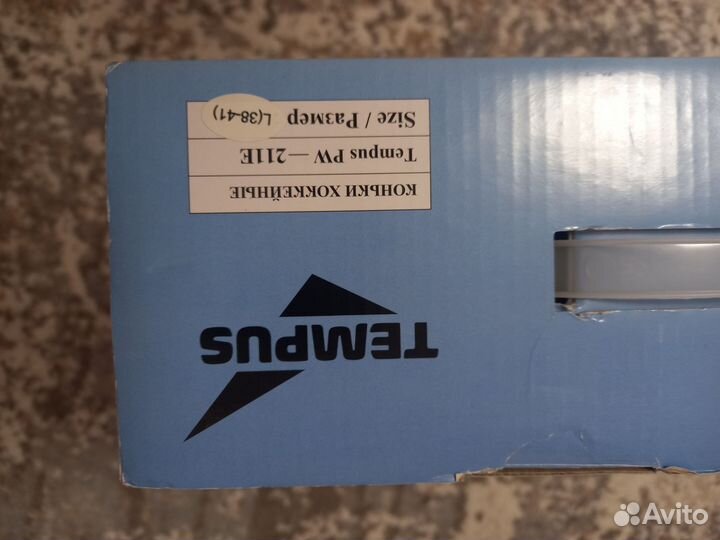 TEMPUS
КОНЬКИ ХОККЕЙНЫЕ
Tempus PW — 211E
Size / Размер L(38-41)
Avito